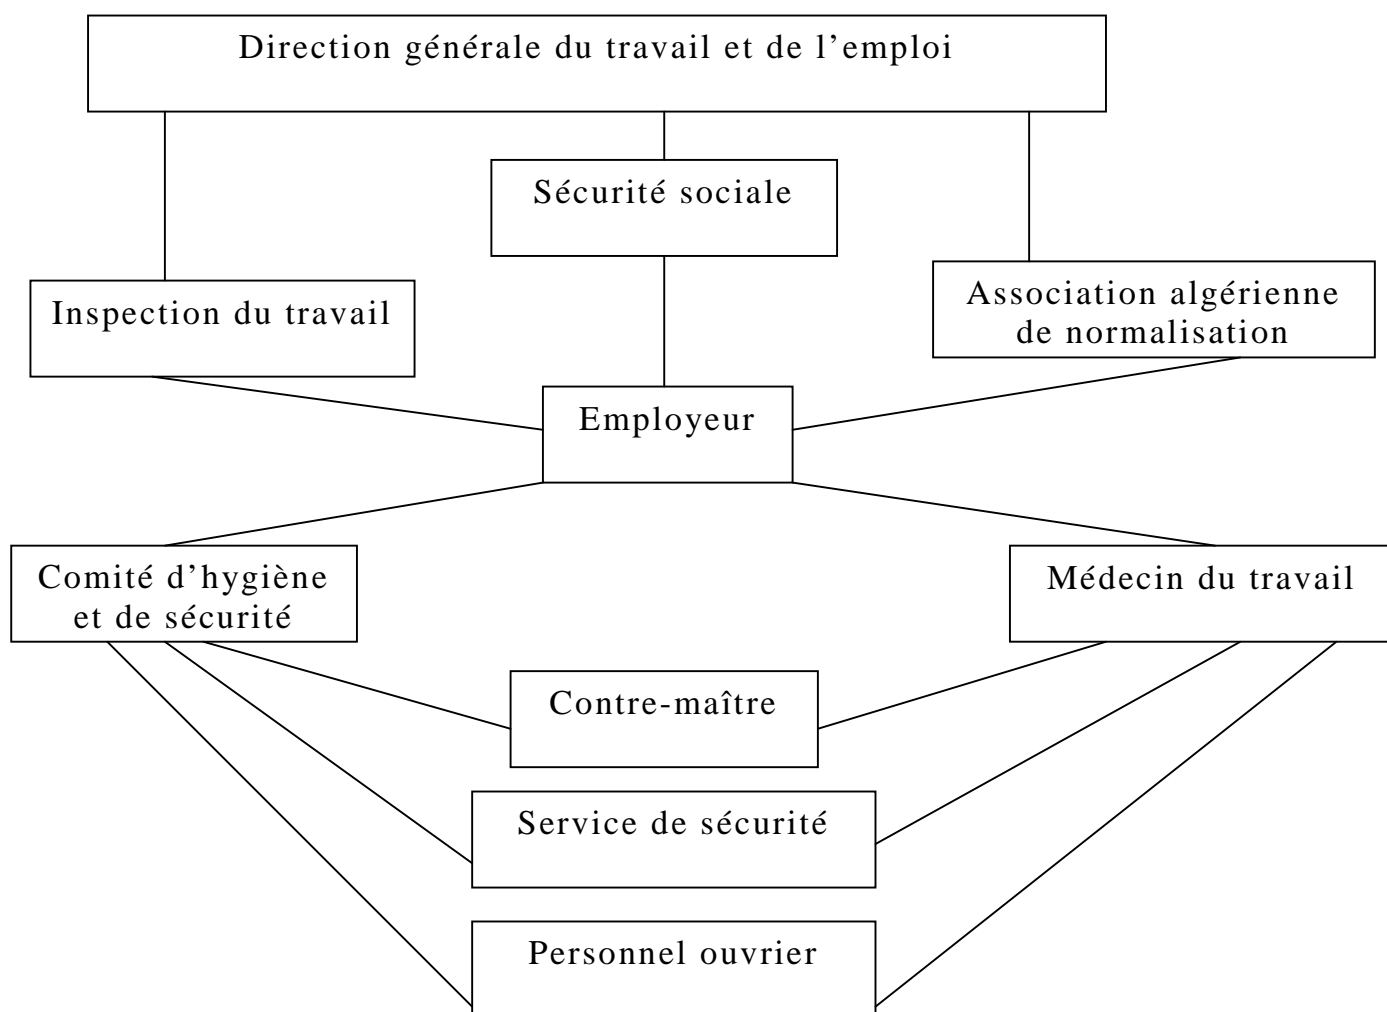 Direction générale du travail et de l’emploi
Sécurité sociale
Inspection du travail
Association algérienne
de normalisation
Employeur
Comité d’hygiène
et de sécurité
Médecin du travail
Contre-maître
Service de sécurité
Personnel ouvrier